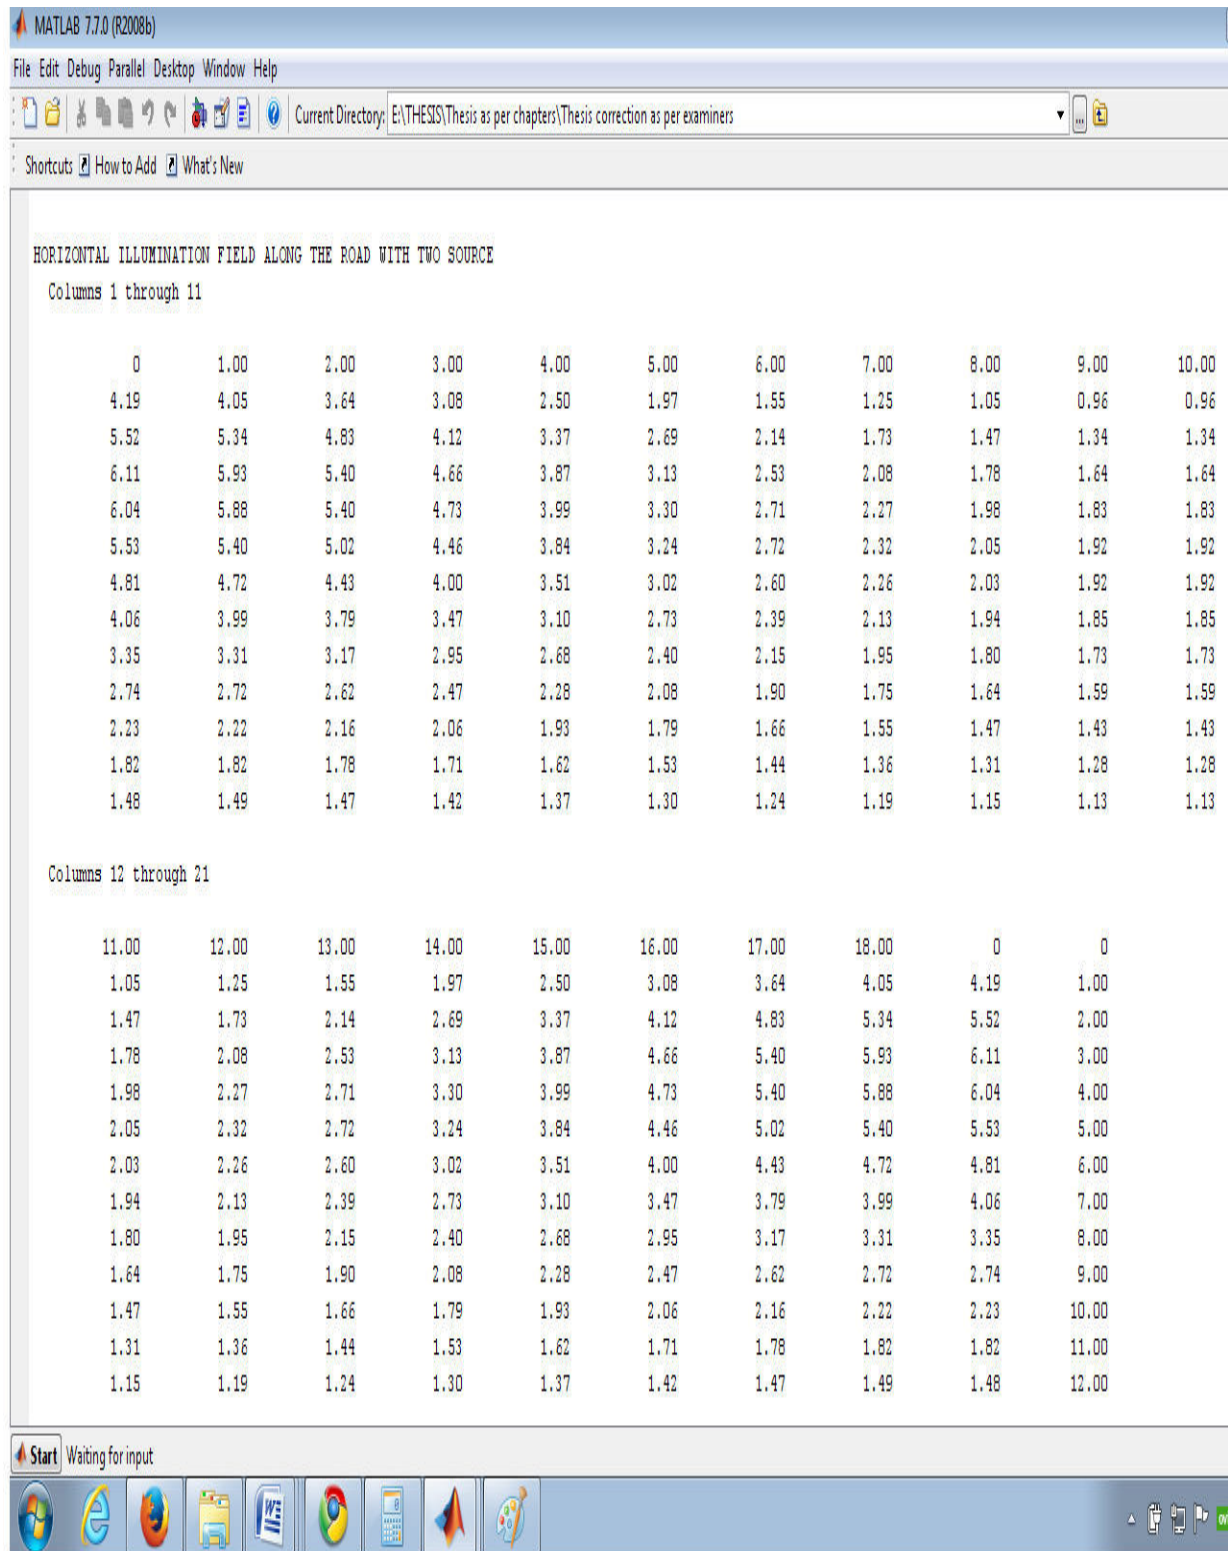 MATLAB 7.7.0 (R2008b)
File Edit Debug Parallel Desktop Window Help
Current Directory: E:\THESIS\Thesis as per chapters\Thesis correction as per examiners
Shortcuts How to Add What's New
HORIZONTAL ILLUMINATION FIELD ALONG THE ROAD WITH TWO SOURCE
Columns 1 through 11
0 1.00 2.00 3.00 4.00 5.00 6.00 7.00 8.00 9.00 10.00
4.19 4.05 3.64 3.08 2.50 1.97 1.55 1.25 1.05 0.96 0.96
5.52 5.34 4.83 4.12 3.37 2.69 2.14 1.73 1.47 1.34 1.34
6.11 5.93 5.40 4.66 3.87 3.13 2.53 2.08 1.78 1.64 1.64
6.04 5.88 5.40 4.73 3.99 3.30 2.71 2.27 1.98 1.83 1.83
5.53 5.40 5.02 4.46 3.84 3.24 2.72 2.32 2.05 1.92 1.92
4.81 4.72 4.43 4.00 3.51 3.02 2.60 2.26 2.03 1.92 1.92
4.06 3.99 3.79 3.47 3.10 2.73 2.39 2.13 1.94 1.85 1.85
3.35 3.31 3.17 2.95 2.68 2.40 2.15 1.95 1.80 1.73 1.73
2.74 2.72 2.62 2.47 2.28 2.08 1.90 1.75 1.64 1.59 1.59
2.23 2.22 2.16 2.06 1.93 1.79 1.66 1.55 1.47 1.43 1.43
1.82 1.82 1.78 1.71 1.62 1.53 1.44 1.36 1.31 1.28 1.28
1.48 1.49 1.47 1.42 1.37 1.30 1.24 1.19 1.15 1.13 1.13
Columns 12 through 21
11.00 12.00 13.00 14.00 15.00 16.00 17.00 18.00 0 0
1.05 1.25 1.55 1.97 2.50 3.08 3.64 4.05 4.19 1.00
1.47 1.73 2.14 2.69 3.37 4.12 4.83 5.34 5.52 2.00
1.78 2.08 2.53 3.13 3.87 4.66 5.40 5.93 6.11 3.00
1.98 2.27 2.71 3.30 3.99 4.73 5.40 5.88 6.04 4.00
2.05 2.32 2.72 3.24 3.84 4.46 5.02 5.40 5.53 5.00
2.03 2.26 2.60 3.02 3.51 4.00 4.43 4.72 4.81 6.00
1.94 2.13 2.39 2.73 3.10 3.47 3.79 3.99 4.06 7.00
1.80 1.95 2.15 2.40 2.68 2.95 3.17 3.31 3.35 8.00
1.64 1.75 1.90 2.08 2.28 2.47 2.62 2.72 2.74 9.00
1.47 1.55 1.66 1.79 1.93 2.06 2.16 2.22 2.23 10.00
1.31 1.36 1.44 1.53 1.62 1.71 1.78 1.82 1.82 11.00
1.15 1.19 1.24 1.30 1.37 1.42 1.47 1.49 1.48 12.00
Start Waiting for input